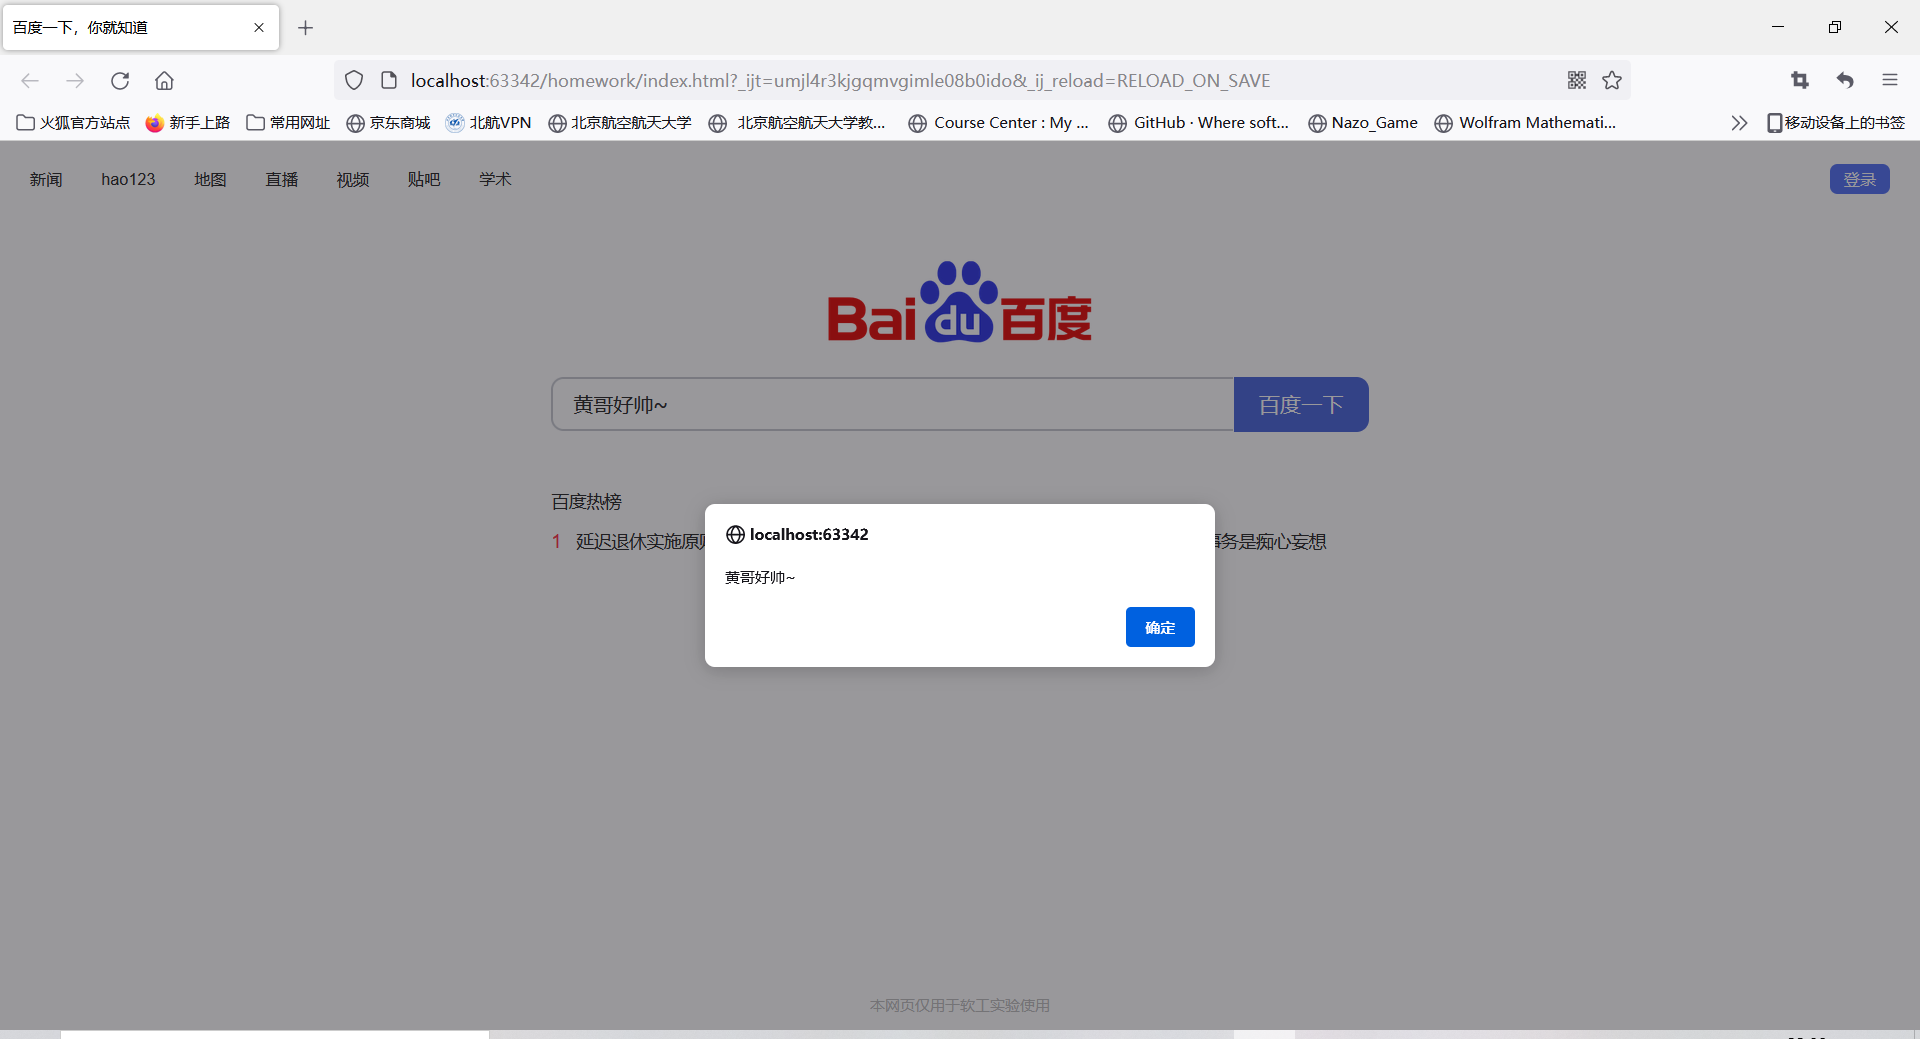 百度一下，你就知道
localhost:63342/homework/index.html?_ijt=umjl4r3kjgqmvgimle08b0ido&_ij_reload=RELOAD_ON_SAVE
火狐官方站点 新手上路 常用网址 京东商城 北航VPN 北京航空航天大学 北京航空航天大学教... Course Center : My ... GitHub · Where soft... Nazo_Game Wolfram Mathemati... 移动设备上的书签
新闻 hao123 地图 直播 视频 贴吧 学术 登录
Bai du 百度
黄哥好帅~ 百度一下
百度热榜
1 延迟退休实施原 务是痴心妄想
localhost:63342
黄哥好帅~
确定
本网页仅用于软工实验使用